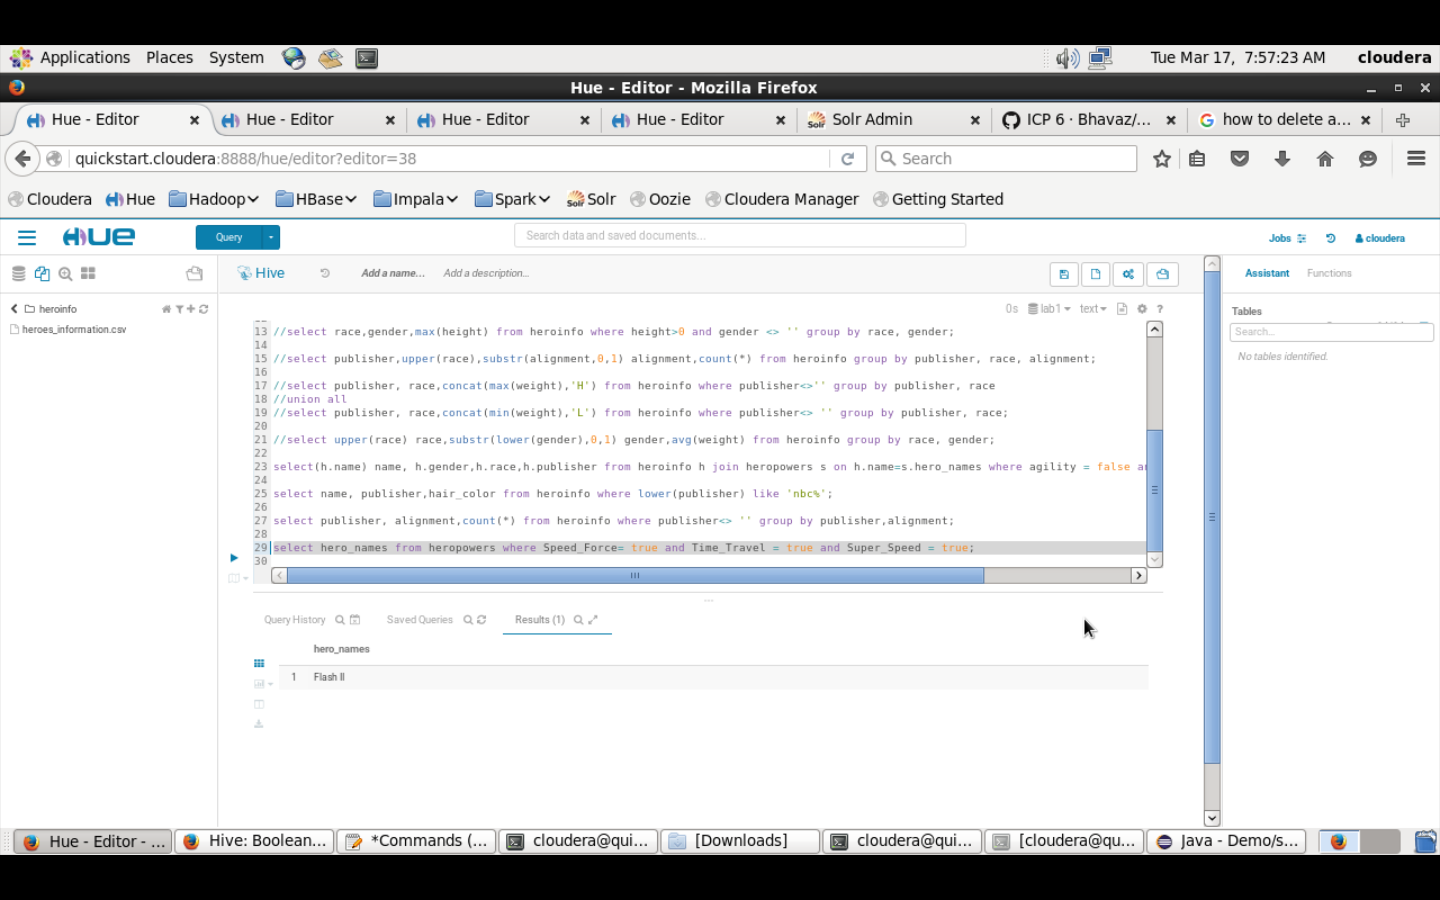 Applications Places System Tue Mar 17, 7:57:23 AM cloudera
Hue - Editor - Mozilla Firefox
Hue - Editor Hue - Editor Hue - Editor Hue - Editor Solr Admin ICP 6 · Bhavaz/... how to delete a...
quickstart.cloudera:8888/hue/editor?editor=38 Search
Cloudera Hue Hadoop HBase Impala Spark Solr Oozie Cloudera Manager Getting Started
HUE Query Search data and saved documents... Jobs cloudera
Hive Add a name... Add a description... Assistant Functions
heroinfo 0s lab1 text ?
heroes_information.csv
Tables
Search...
No tables identified.
13 //select race,gender,max(height) from heroinfo where height>0 and gender <> '' group by race, gender;
14
15 //select publisher,upper(race),substr(alignment,0,1) alignment,count(*) from heroinfo group by publisher, race, alignment;
16
17 //select publisher, race,concat(max(weight),'H') from heroinfo where publisher<>'' group by publisher, race
18 //union all
19 //select publisher, race,concat(min(weight),'L') from heroinfo where publisher<> '' group by publisher, race;
20
21 //select upper(race) race,substr(lower(gender),0,1) gender,avg(weight) from heroinfo group by race, gender;
22
23 select(h.name) name, h.gender,h.race,h.publisher from heroinfo h join heropowers s on h.name=s.hero_names where agility = false
24
25 select name, publisher,hair_color from heroinfo where lower(publisher) like 'nbc%';
26
27 select publisher, alignment,count(*) from heroinfo where publisher<> '' group by publisher,alignment;
28
29 select hero_names from heropowers where Speed_Force= true and Time_Travel = true and Super_Speed = true;
30
Query History Saved Queries Results (1)
hero_names
1 Flash II
Hue - Editor - ... Hive: Boolean... *Commands (... cloudera@qui... [Downloads] cloudera@qui... [cloudera@qu... Java - Demo/s...